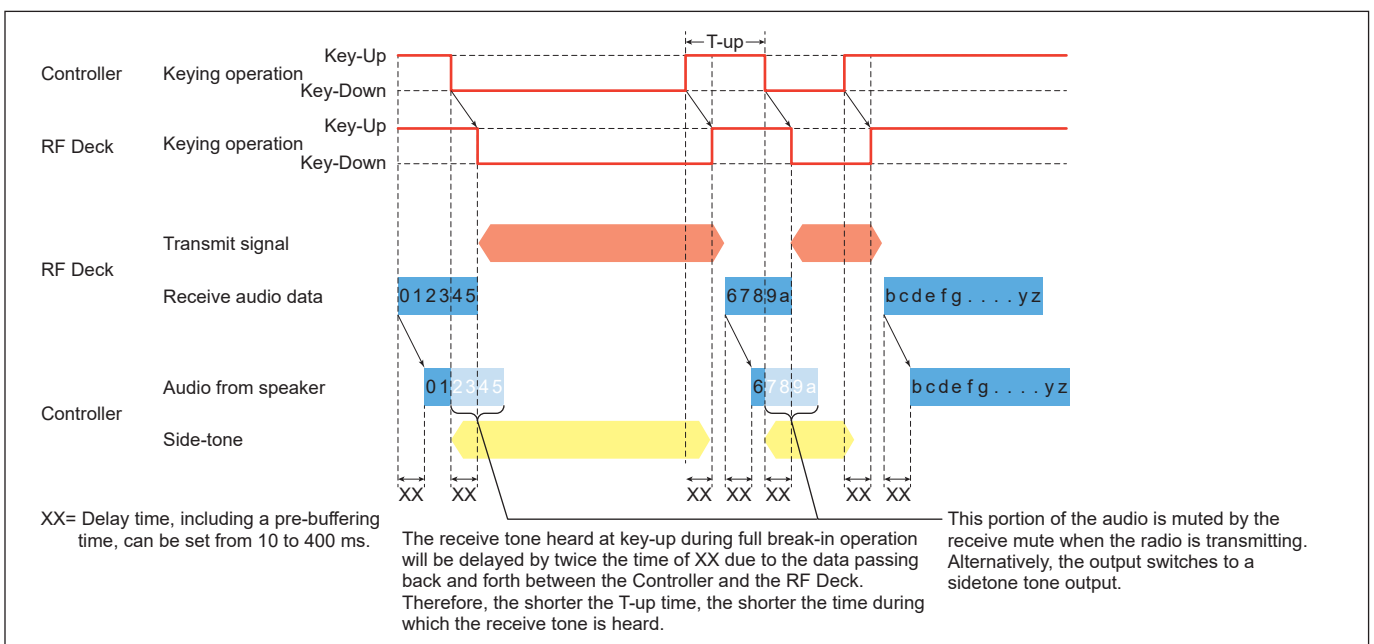 T-up
Key-Up
Controller Keying operation
Key-Down
Key-Up
RF Deck Keying operation
Key-Down
Transmit signal
RF Deck
Receive audio data 012345 6789a bcdefg....yz
Audio from speaker 012345 6789a bcdefg....yz
Controller
Side-tone
XX XX XX XX XX XX XX
XX= Delay time, including a pre-buffering
time, can be set from 10 to 400 ms.
The receive tone heard at key-up during full break-in operation
will be delayed by twice the time of XX due to the data passing
back and forth between the Controller and the RF Deck.
Therefore, the shorter the T-up time, the shorter the time during
which the receive tone is heard.
This portion of the audio is muted by the
receive mute when the radio is transmitting.
Alternatively, the output switches to a
sidetone tone output.